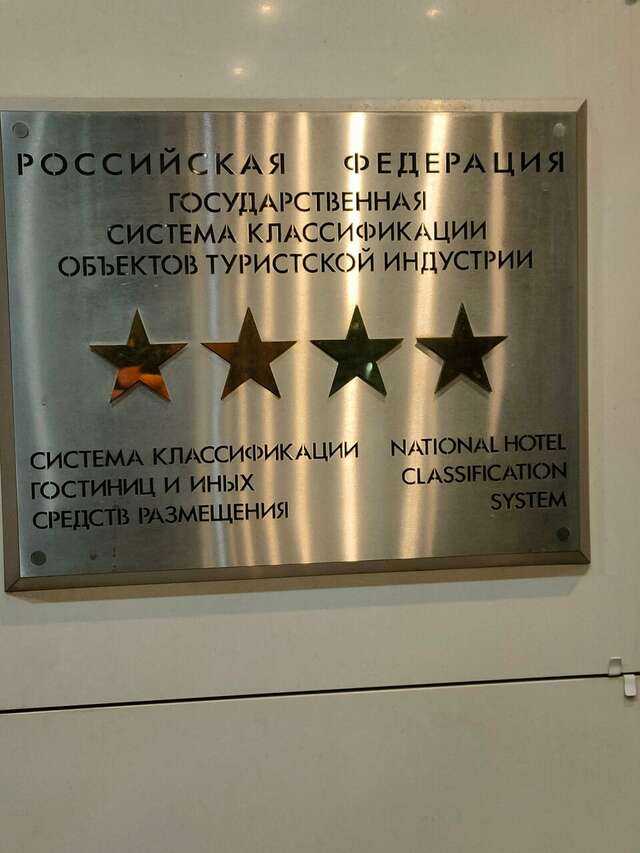 РОССИЙСКАЯ ФЕДЕРАЦИЯ
ГОСУДАРСТВЕННАЯ
СИСТЕМА КЛАССИФИКАЦИИ
ОБЪЕКТОВ ТУРИСТСКОЙ ИНДУСТРИИ
СИСТЕМА КЛАССИФИКАЦИИ
ГОСТИНИЦ И ИНЫХ
СРЕДСТВ РАЗМЕЩЕНИЯ
NATIONAL HOTEL
CLASSIFICATION
SYSTEM